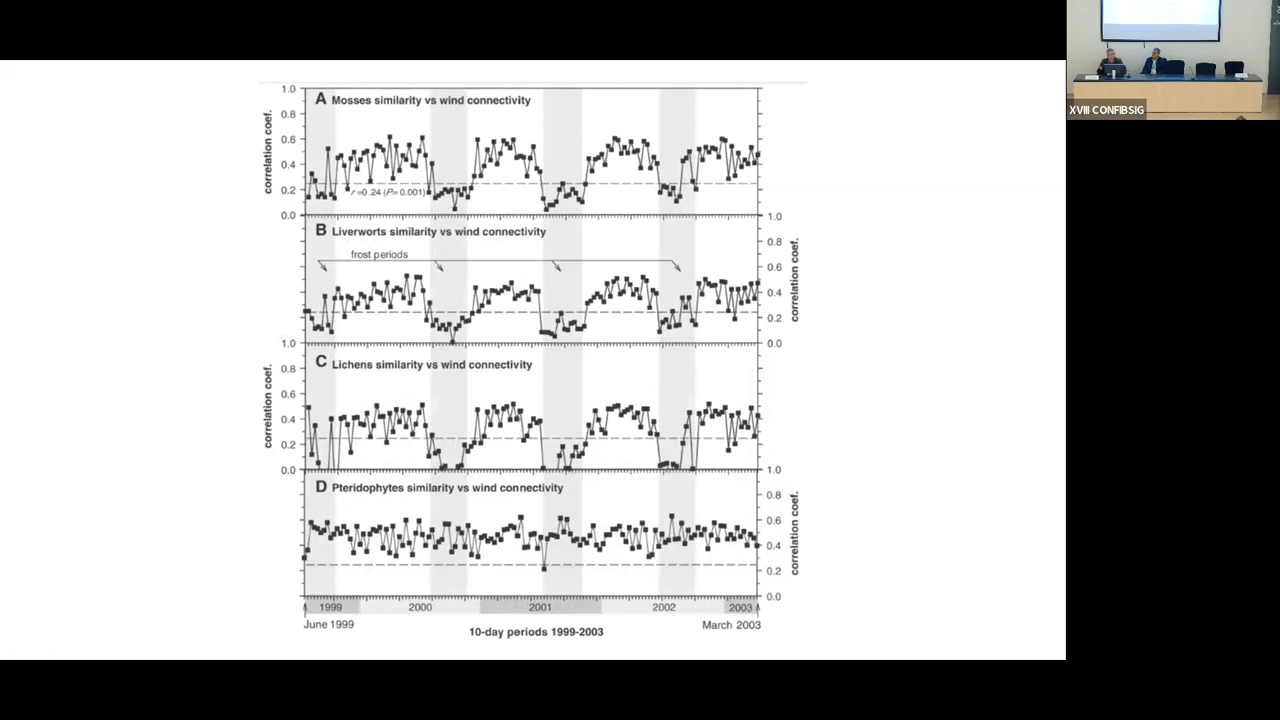 XVIII CONFIBSIG
A Mosses similarity vs wind connectivity
correlation coef.
1.0
0.8
0.6
0.4
0.2
0.0
r=0.24 (P=0.001)
B Liverworts similarity vs wind connectivity
frost periods
correlation coef.
1.0
0.8
0.6
0.4
0.2
0.0
C Lichens similarity vs wind connectivity
correlation coef.
1.0
0.8
0.6
0.4
0.2
0.0
D Pteridophytes similarity vs wind connectivity
correlation coef.
1.0
0.8
0.6
0.4
0.2
0.0
1999 2000 2001 2002 2003
June 1999 March 2003
10-day periods 1999-2003